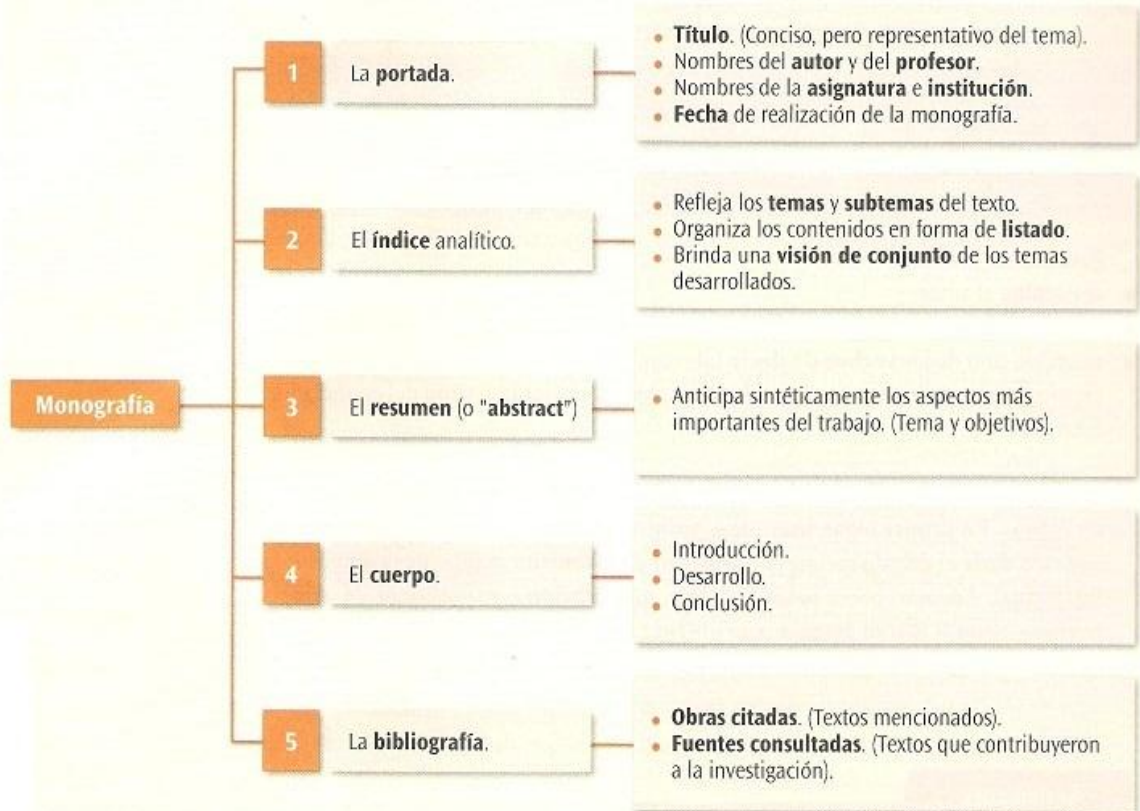 1
La portada.
• Título. (Conciso, pero representativo del tema).
• Nombres del autor y del profesor.
• Nombres de la asignatura e institución.
• Fecha de realización de la monografía.
2
El índice analítico.
• Refleja los temas y subtemas del texto.
• Organiza los contenidos en forma de listado.
• Brinda una visión de conjunto de los temas
desarrollados.
Monografía
3
El resumen (o "abstract")
• Anticipa sintéticamente los aspectos más
importantes del trabajo. (Tema y objetivos).
4
El cuerpo.
• Introducción.
• Desarrollo.
• Conclusión.
5
La bibliografía.
• Obras citadas. (Textos mencionados).
• Fuentes consultadas. (Textos que contribuyeron
a la investigación).